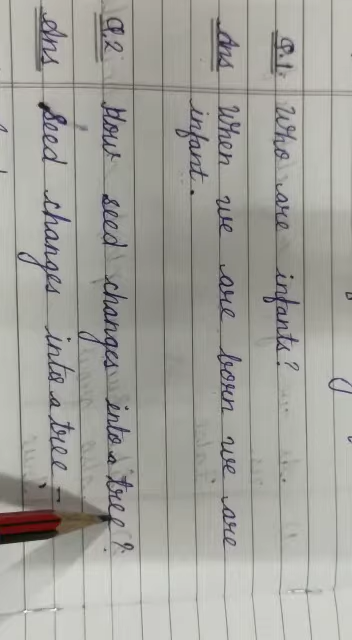 Q.1. Who are infants?
Ans When we are born we are
infant.
Q.2 How seed changes into a tree?
Ans Seed changes into a tree -